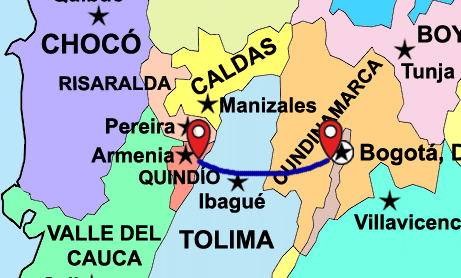 Quibdó
CHOCÓ
BOY
CALDAS
Tunja
RISARALDA
CUNDINAMARCA
Manizales
Pereira
Armenia
Bogotá, D
QUINDÍO
Ibagué
Villavicenc
VALLE DEL
CAUCA
TOLIMA